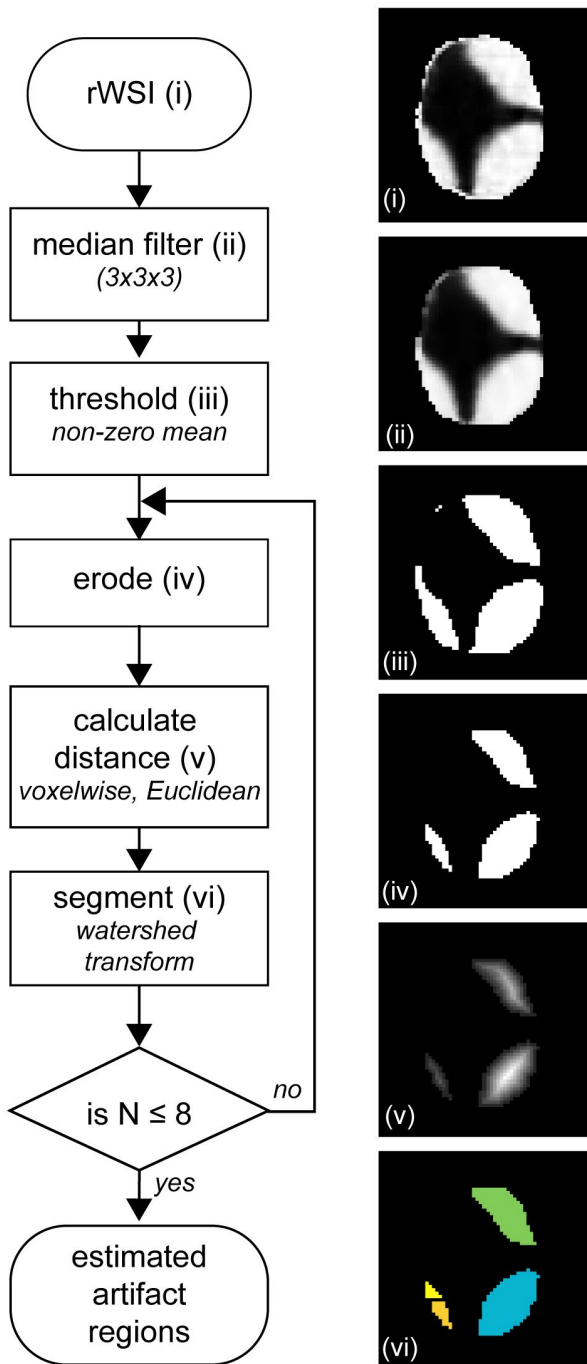 rWSI (i)
median filter (ii)
(3x3x3)
threshold (iii)
non-zero mean
erode (iv)
calculate
distance (v)
voxelwise, Euclidean
segment (vi)
watershed
transform
is N ≤ 8
no
yes
estimated
artifact
regions
(i)
(ii)
(iii)
(iv)
(v)
(vi)